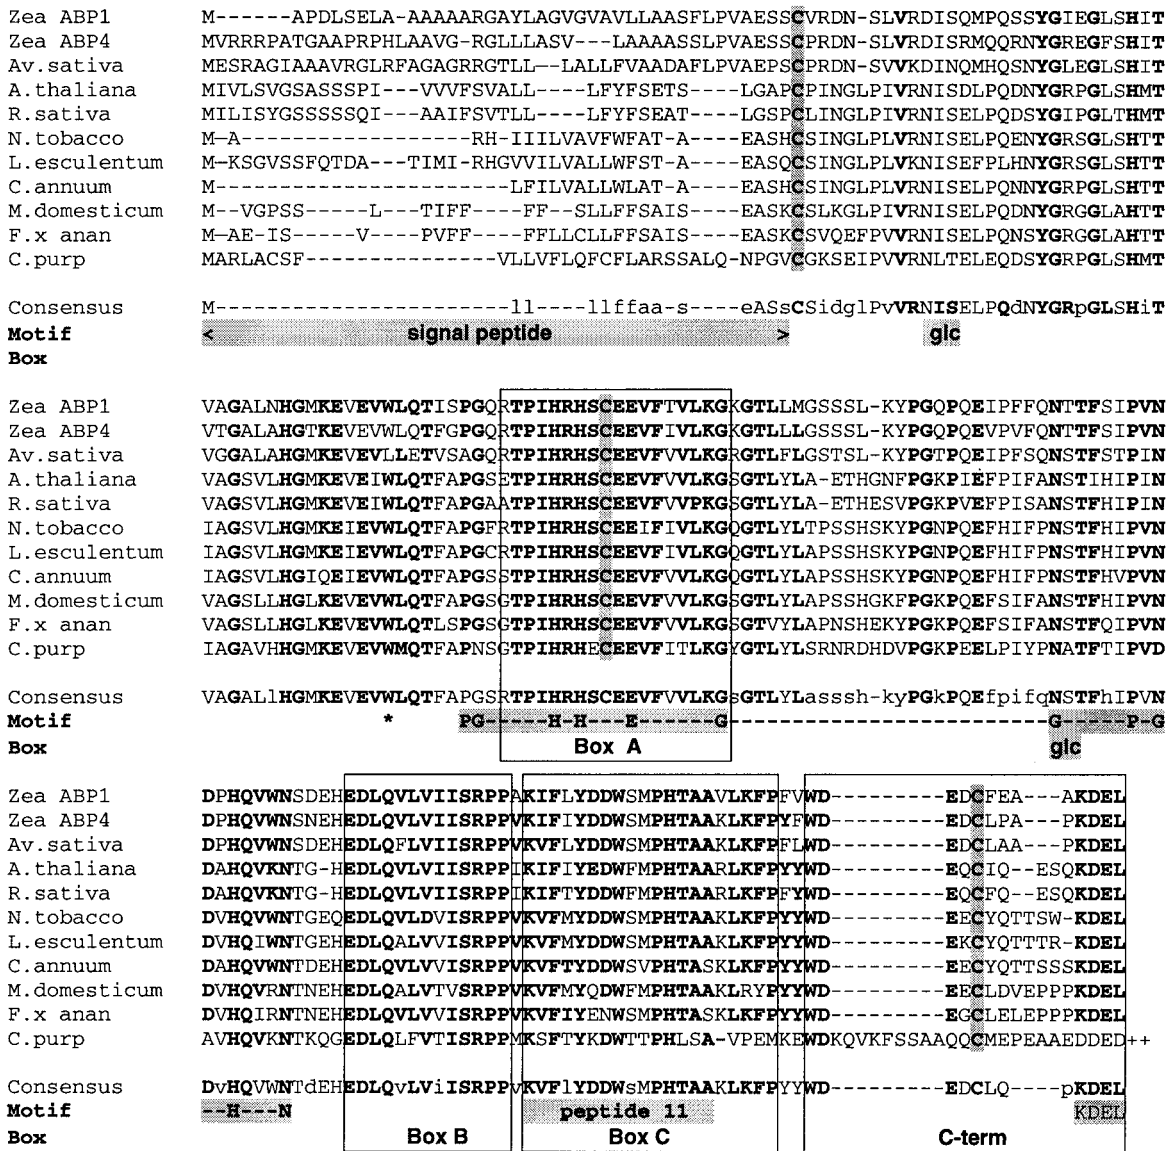 Zea ABP1 M------APDLSELA-AAAAARGAYLAGVGVAVLLAASFLPVAESSCVRDN-SLVRDISQMPQSSYGIEGLSHIT
Zea ABP4 MVRRRPATGAAPRPHLAAVG-RGLLLASV---LAAAASSLPVAESSCPRDN-SLVRDISRMQQRNYGREGFSHIT
Av.sativa MESRAGIAAAVRGLRFAGAGRRGTLL--LALLFVAADAFLPVAEPSCPRDN-SVVKDINQMHQSNYGLEGLSHIT
A.thaliana MIVLSVGSASSSPI---VVVFSVALL----LFYFSETS----LGAPCPINGLPIVRNISDLPQDNYGRPGLSHMT
R.sativa MILISYGSSSSSQI---AAIFSVTLL----LFYFSEAT----LGSPCLINGLPIVRNISDLPQDSYGIPGLTHMT
N.tobacco M-A-------------------RH-IIILVAVFWFAT-A---EASHCSINGLPLVRNISELPQENYGRSGLSHTT
L.esculentum M-KSGVSSFQTDA---TIMI-RHGVVILVALLWFST-A----EASQCSINGLPLVKNISEFPLHNYGRSGLSHTT
C.annuum M----------------------LFILVALLWLAT-A-----EASHCSINGLPLVRNISELPQNNYGRPGLSHTT
M.domesticum M--VGPSS-----L---TIFF----FF--SLLFFSAIS----EASKCSLKGLPIVRNISELPQDNYGRGGLAHTT
F.x anan M-AE-IS------V---PVFF----FFLLCLLFFSAIS----EASKCSVQEFPVVRNISELPQNSYGRGGLAHTT
C.purp MARLACSF---------------VLLVFLQFCFLARSSALQ-NPGVCGKSEIPVVRNLTELEQDSYGRPGLSHMT
Consensus M---------------------ll---llffaa-s----eASsCSidglPvVRNISELPQdNYGRpGLSHiT
Motif < signal peptide > glc
Box
Zea ABP1 VAGALNHGMKEVEVWLQTISPGQRTPIHRHSCEEVFTVLKGKGTLLMGSSSL-KYPGQPQEIPFFQNTTFSIPVN
Zea ABP4 VTGALAHGTKEVEVWLQTFGPGQRTPIHRHSCEEVFIVLKGKGTLLLGSSSL-KYPGQPQEVPVFQNTTFSIPVN
Av.sativa VGGALAHGMKEVEVLLETVSAGQRTPIHRHSCEEVFVVLKGRGTLFLGSTSL-KYPGTPQEIPFSQNSTFSTPIN
A.thaliana VAGSVLHGMKEVEIWLQTFAPGSETPIHRHSCEEVFVVLKGSGTLYLA-ETHGNFPGKPIEFPIFANSTIHIPIN
R.sativa VAGSVLHGMKEVEIWLQTFAPGAATPIHRHSCEEVFVVPKGSGTLYLA-ETHESVPGKPVEFPISANSTFHIPIN
N.tobacco IAGSVLHGMKEIEVWLQTFAPGFRTPIHRHSCEEIFIVLKGQGTLYLTPSSHSKYPGNPQEFHIFPNSTFHIPVN
L.esculentum IAGSVLHGMKEIEVWLQTFAPGCRTPIHRHSCEEVFIVLKGQGTLYLAPSSHSKYPGNPQEFHIFPNSTFHIPVN
C.annuum IAGSVLHGIQEIEVWLQTFAPGSSTPIHRHSCEEVFVVLKGQGTLYLAPSSHSKYPGNPQEFHIFPNSTFHVPVN
M.domesticum VAGSLLHGLKEVEVWLQTFAPGSGTPIHRHSCEEVFVVLKGSGTLYLAPSSHGKFPGKPQEFSIFANSTFHIPVN
F.x anan VAGSLLHGLKEVEVWLQTLSPGSGTPIHRHSCEEVFVVLKGSGTVYLAPNSHEKYPGKPQEFSIFANSTFQIPVN
C.purp IAGAVHHGMKEVEVWMQTFAPNSGTPIHRHECEEVFITLKGYGTLYLSRNRDHDVPGKPEELPIYPNATFTIPVD
Consensus VAGALlHGMKEVEVWLQTFAPGSRTPIHRHSCEEVFVVLKGsGTLYLasssh-kyPGkPQEfpifqNSTFhIPVN
Motif * PG-----H-H---E------G------------------------G-----P-G
Box Box A glc
Zea ABP1 DPHQVWNSDEHEDLQVLVIISRPPAKIFLYDDWSMPHTAAVLKFPFVWD---------EDCFEA---AKDEL
Zea ABP4 DPHQVWNSNEHEDLQVLVIISRPPVKIFIYDDWSMPHTAAKLKFPYFWD---------EDCLPA---PKDEL
Av.sativa DPHQVWNSDEHEDLQFLVIISRPPVKIFLYDDWSMPHTAAKLKFPFLWD---------EDCLAA---PKDEL
A.thaliana DAHQVKNTG-HEDLQVLVIISRPPIKIFIYEDWFMPHTAARLKFPYYWD---------EQCIQ--ESQKDEL
R.sativa DAHQVKNTG-HEDLQVLVIISRPPIKIFTYDDWFMPHTAAKLKFPFYWD---------EQCFQ--ESQKDEL
N.tobacco DVHQVWNTGEQEDLQVLDVISRPPVKVFMYDDWSMPHTAAKLKFPYYWD---------EECYQTTSW-KDEL
L.esculentum DVHQIWNTGEHEDLQALVVISRPPVKVFMYDDWSMPHTAAKLKFPYYWD---------EKCYQTTTR-KDEL
C.annuum DAHQVWNTDEHEDLQVLVVISRPPVKVFTYDDWSVPHTASKLKFPYYWD---------EECYQTTSSSKDEL
M.domesticum DVHQVRNTNEHEDLQALVTVSRPPVKVFMYQDWFMPHTAAKLRYPYYWD---------EECLDVEPPPKDEL
F.x anan DVHQIRNTNEHEDLQVLVVISRPPVKVFIYENWSMPHTASKLKFPYYWD---------EGCLELEPPPKDEL
C.purp AVHQVKNTKQGEDLQLFVTISRPPMKSFTYKDWTTPHLSA-VPEMKEWDKQVKFSSAAQQCMEPEAAEDDED++
Consensus DvHQVWNTdEHEDLQvLViISRPPvKVFlYDDWsMPHTAAKLKFPYYWD---------EDCLQ----pKDEL
Motif --H---N peptide 11 KDEL
Box Box B Box C C-term